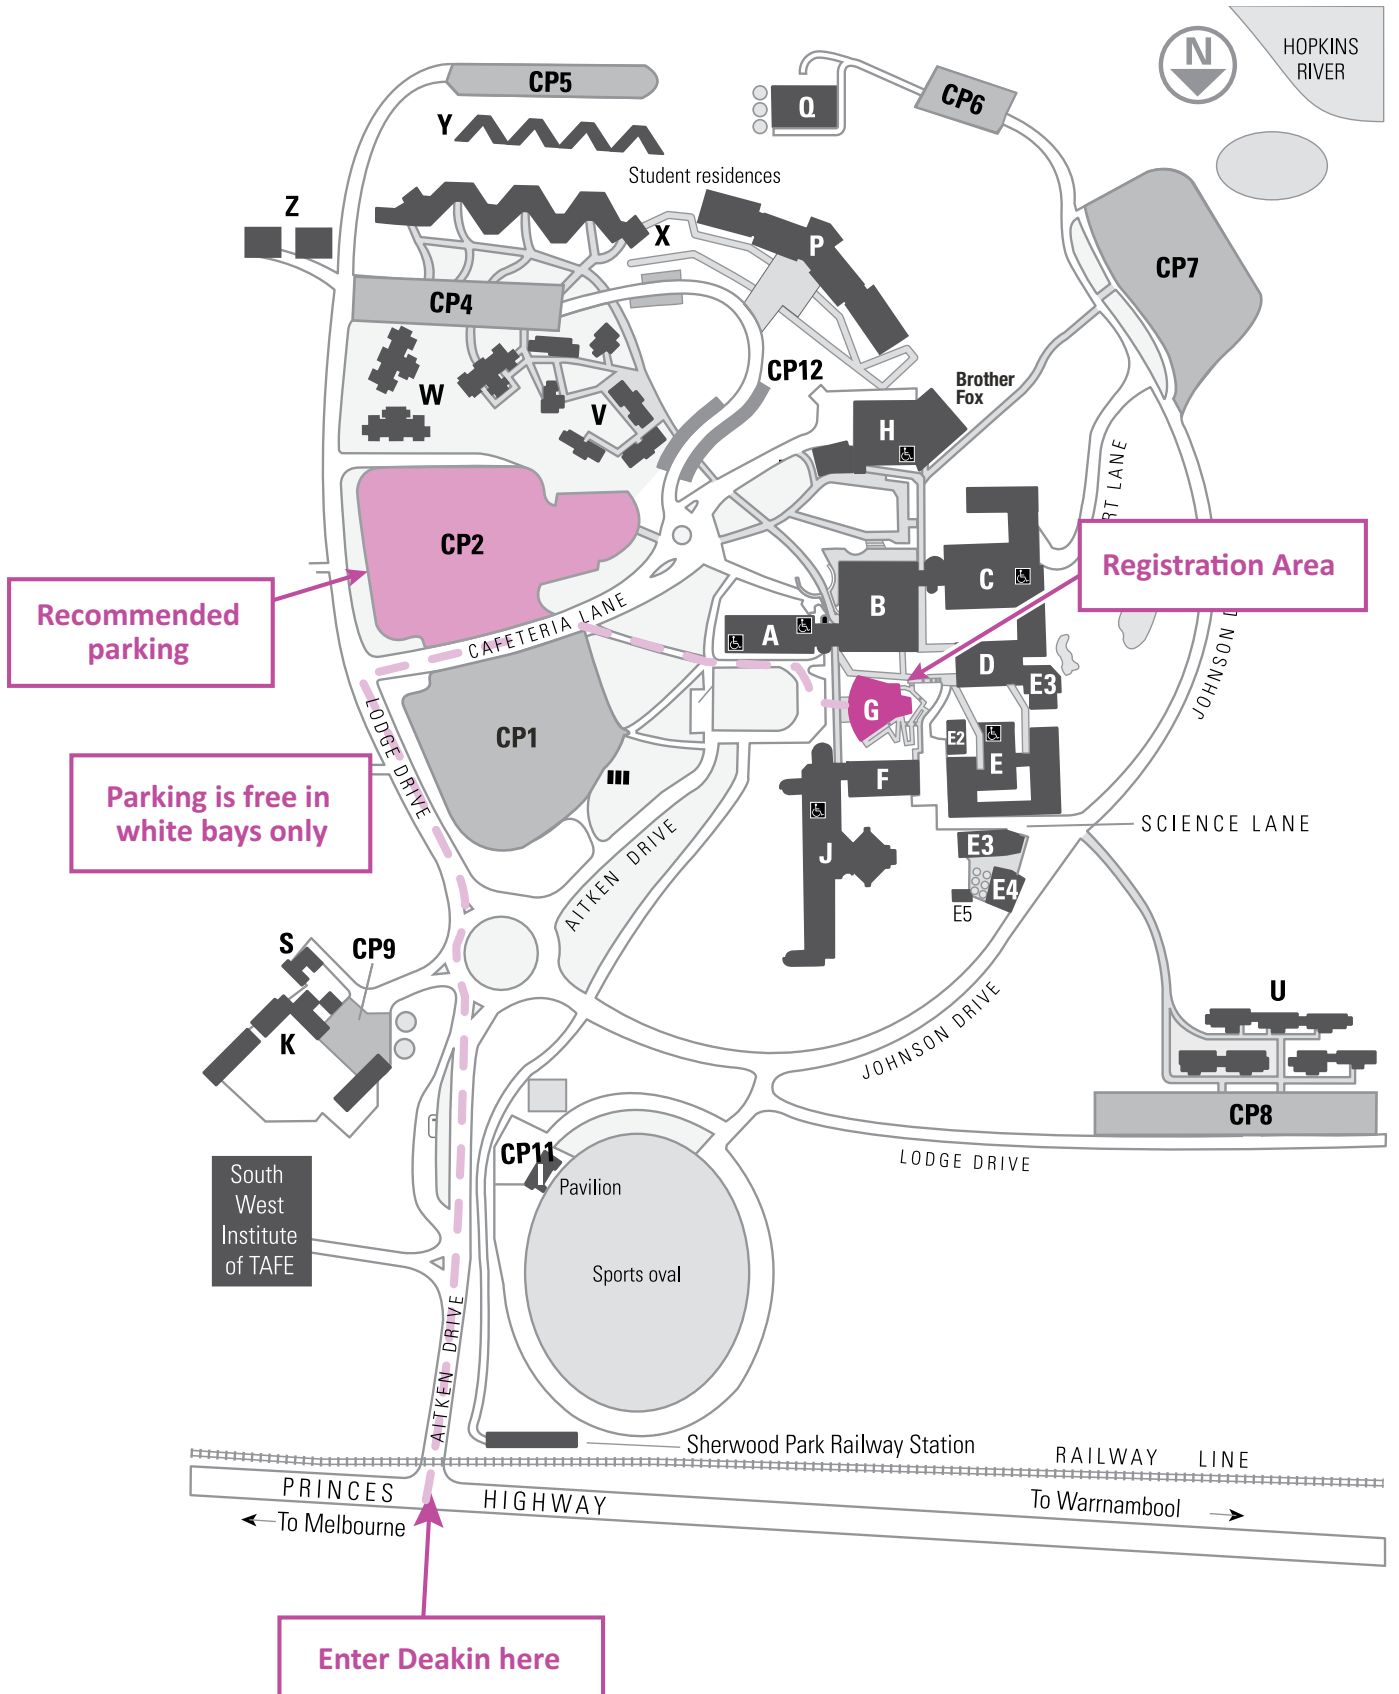 N
HOPKINS
RIVER
CP5
CP6
Q
Y
Student residences
Z
X
P
CP7
CP4
CP12
Brother
Fox
W
V
H
CP2
Registration Area
C
B
Recommended
parking
CAFETERIA LANE
A
D
E3
G
LODGE DRIVE
CP1
E2
E
JOHNSON
Parking is free in
white bays only
F
SCIENCE LANE
AITKEN DRIVE
J
E3
E4
E5
S
CP9
K
U
JOHNSON DRIVE
CP8
CP11
Pavilion
LODGE DRIVE
South
West
Institute
of TAFE
Sports oval
AITKEN DRIVE
Sherwood Park Railway Station
RAILWAY LINE
PRINCES HIGHWAY
To Melbourne
To Warrnambool
Enter Deakin here